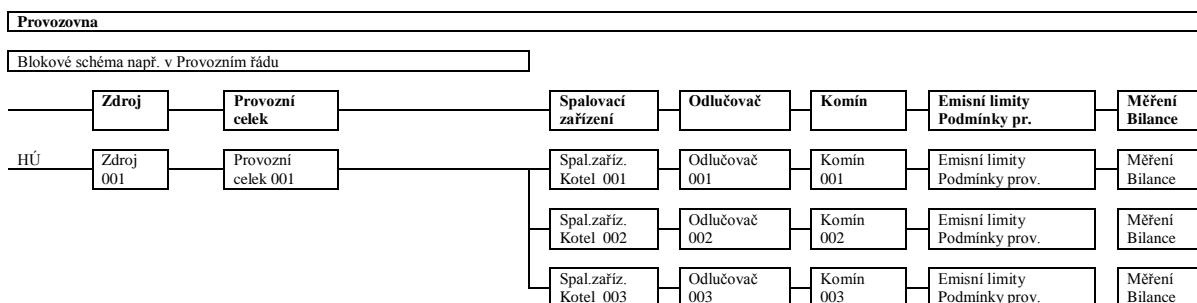 Provozovna
Blokové schéma např. v Provozním řádu
Zdroj Provozní celek Spalovací zařízení Odlučovač Komín Emisní limity Podmínky pr. Měření Bilance
HÚ Zdroj 001 Provozní celek 001 Spal.zaříz. Kotel 001 Odlučovač 001 Komín 001 Emisní limity Podmínky prov. Měření Bilance
Spal.zaříz. Kotel 002 Odlučovač 002 Komín 002 Emisní limity Podmínky prov. Měření Bilance
Spal.zaříz. Kotel 003 Odlučovač 003 Komín 003 Emisní limity Podmínky prov. Měření Bilance